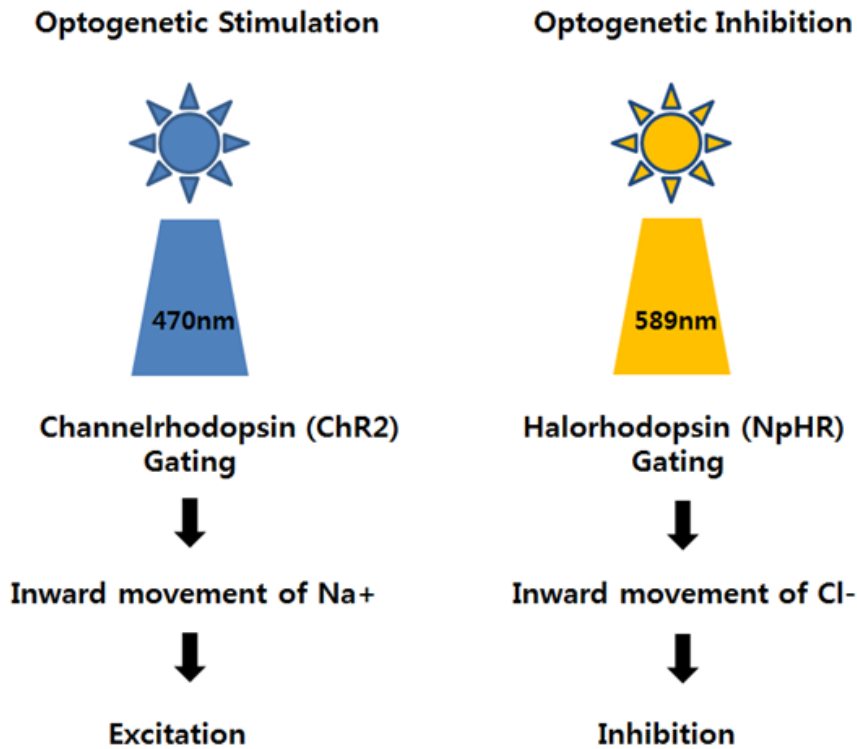 Optogenetic Stimulation
470nm
Channelrhodopsin (ChR2)
Gating
Inward movement of Na+
Excitation
Optogenetic Inhibition
589nm
Halorhodopsin (NpHR)
Gating
Inward movement of Cl-
Inhibition